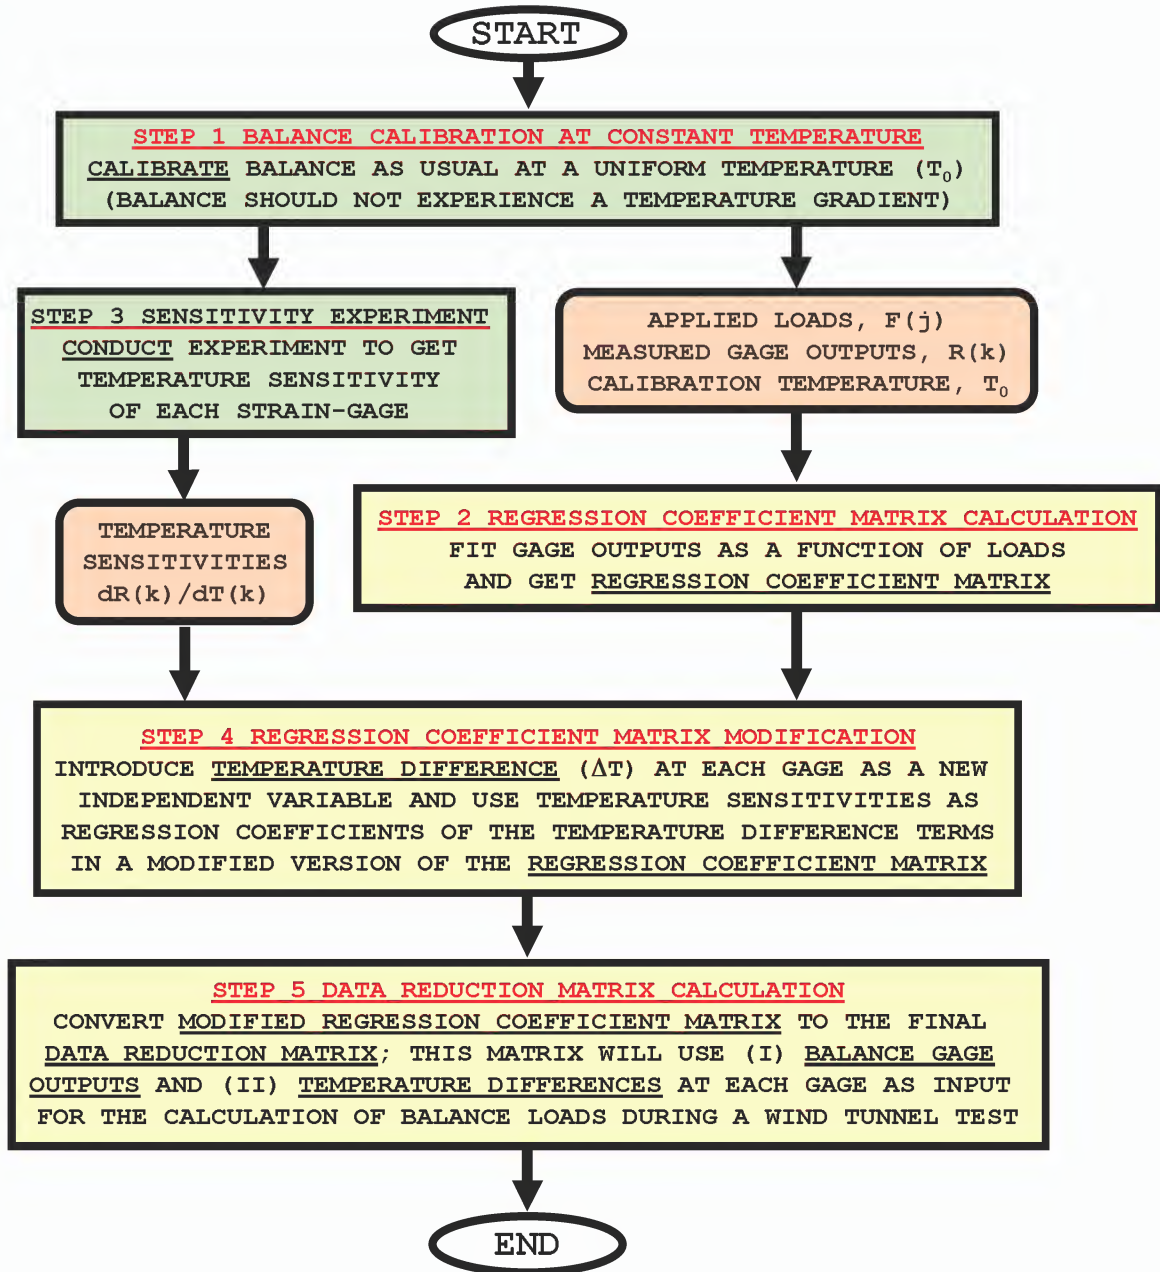 START
STEP 1 BALANCE CALIBRATION AT CONSTANT TEMPERATURE
CALIBRATE BALANCE AS USUAL AT A UNIFORM TEMPERATURE (T₀)
(BALANCE SHOULD NOT EXPERIENCE A TEMPERATURE GRADIENT)
STEP 3 SENSITIVITY EXPERIMENT
CONDUCT EXPERIMENT TO GET
TEMPERATURE SENSITIVITY
OF EACH STRAIN-GAGE
APPLIED LOADS, F(j)
MEASURED GAGE OUTPUTS, R(k)
CALIBRATION TEMPERATURE, T₀
TEMPERATURE
SENSITIVITIES
dR(k)/dT(k)
STEP 2 REGRESSION COEFFICIENT MATRIX CALCULATION
FIT GAGE OUTPUTS AS A FUNCTION OF LOADS
AND GET REGRESSION COEFFICIENT MATRIX
STEP 4 REGRESSION COEFFICIENT MATRIX MODIFICATION
INTRODUCE TEMPERATURE DIFFERENCE (ΔT) AT EACH GAGE AS A NEW
INDEPENDENT VARIABLE AND USE TEMPERATURE SENSITIVITIES AS
REGRESSION COEFFICIENTS OF THE TEMPERATURE DIFFERENCE TERMS
IN A MODIFIED VERSION OF THE REGRESSION COEFFICIENT MATRIX
STEP 5 DATA REDUCTION MATRIX CALCULATION
CONVERT MODIFIED REGRESSION COEFFICIENT MATRIX TO THE FINAL
DATA REDUCTION MATRIX; THIS MATRIX WILL USE (I) BALANCE GAGE
OUTPUTS AND (II) TEMPERATURE DIFFERENCES AT EACH GAGE AS INPUT
FOR THE CALCULATION OF BALANCE LOADS DURING A WIND TUNNEL TEST
END